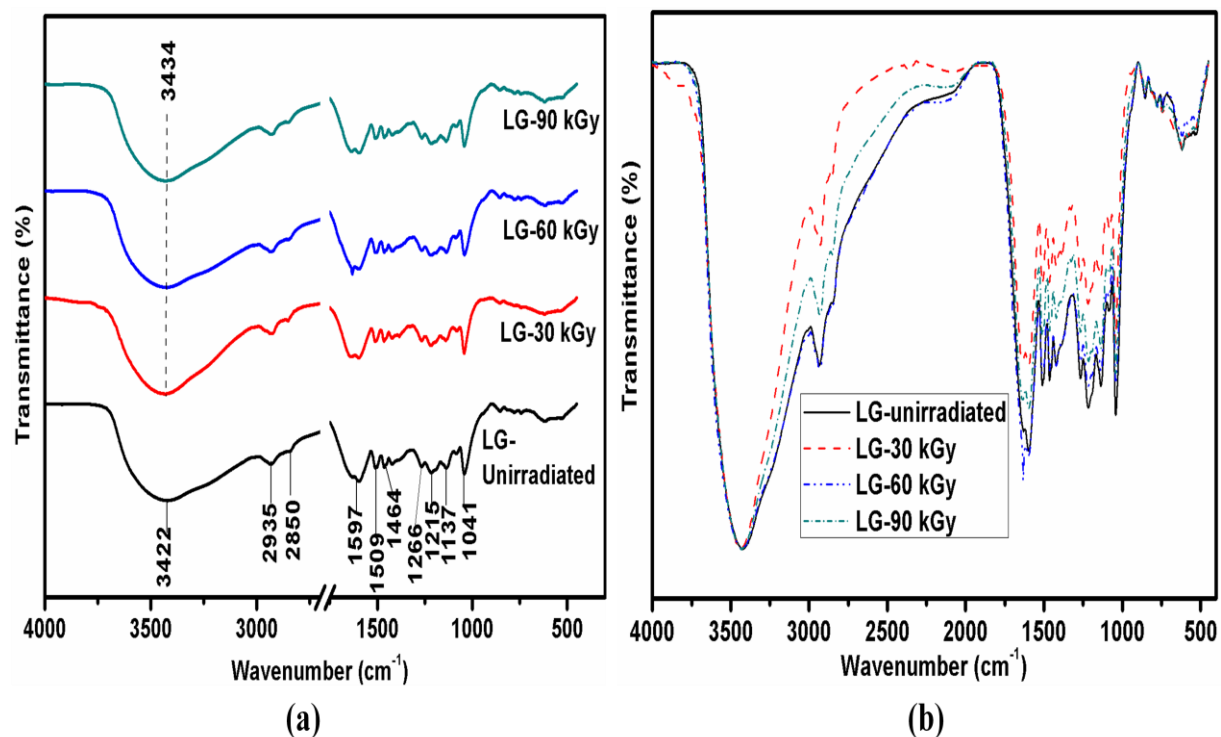 3434
LG-90 kGy
LG-60 kGy
LG-30 kGy
LG-
Unirradiated
3422
2935
2850
1597
1509
1464
1266
1215
1137
1041
Transmittance (%)
4000
3500
3000
1500
1000
500
Wavenumber (cm⁻¹)
(a)
Transmittance (%)
LG-unirradiated
LG-30 kGy
LG-60 kGy
LG-90 kGy
4000
3500
3000
2500
2000
1500
1000
500
Wavenumber (cm⁻¹)
(b)